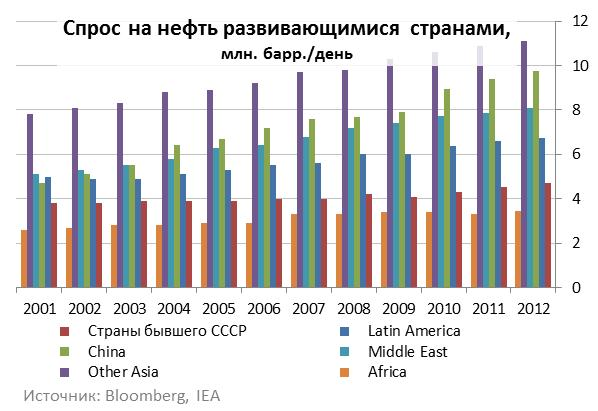 Спрос на нефть развивающимися странами,
млн. барр./день
12
10
8
6
4
2
0
2001 2002 2003 2004 2005 2006 2007 2008 2009 2010 2011 2012
Страны бывшего СССР Latin America
China Middle East
Other Asia Africa
Источник: Bloomberg, IEA